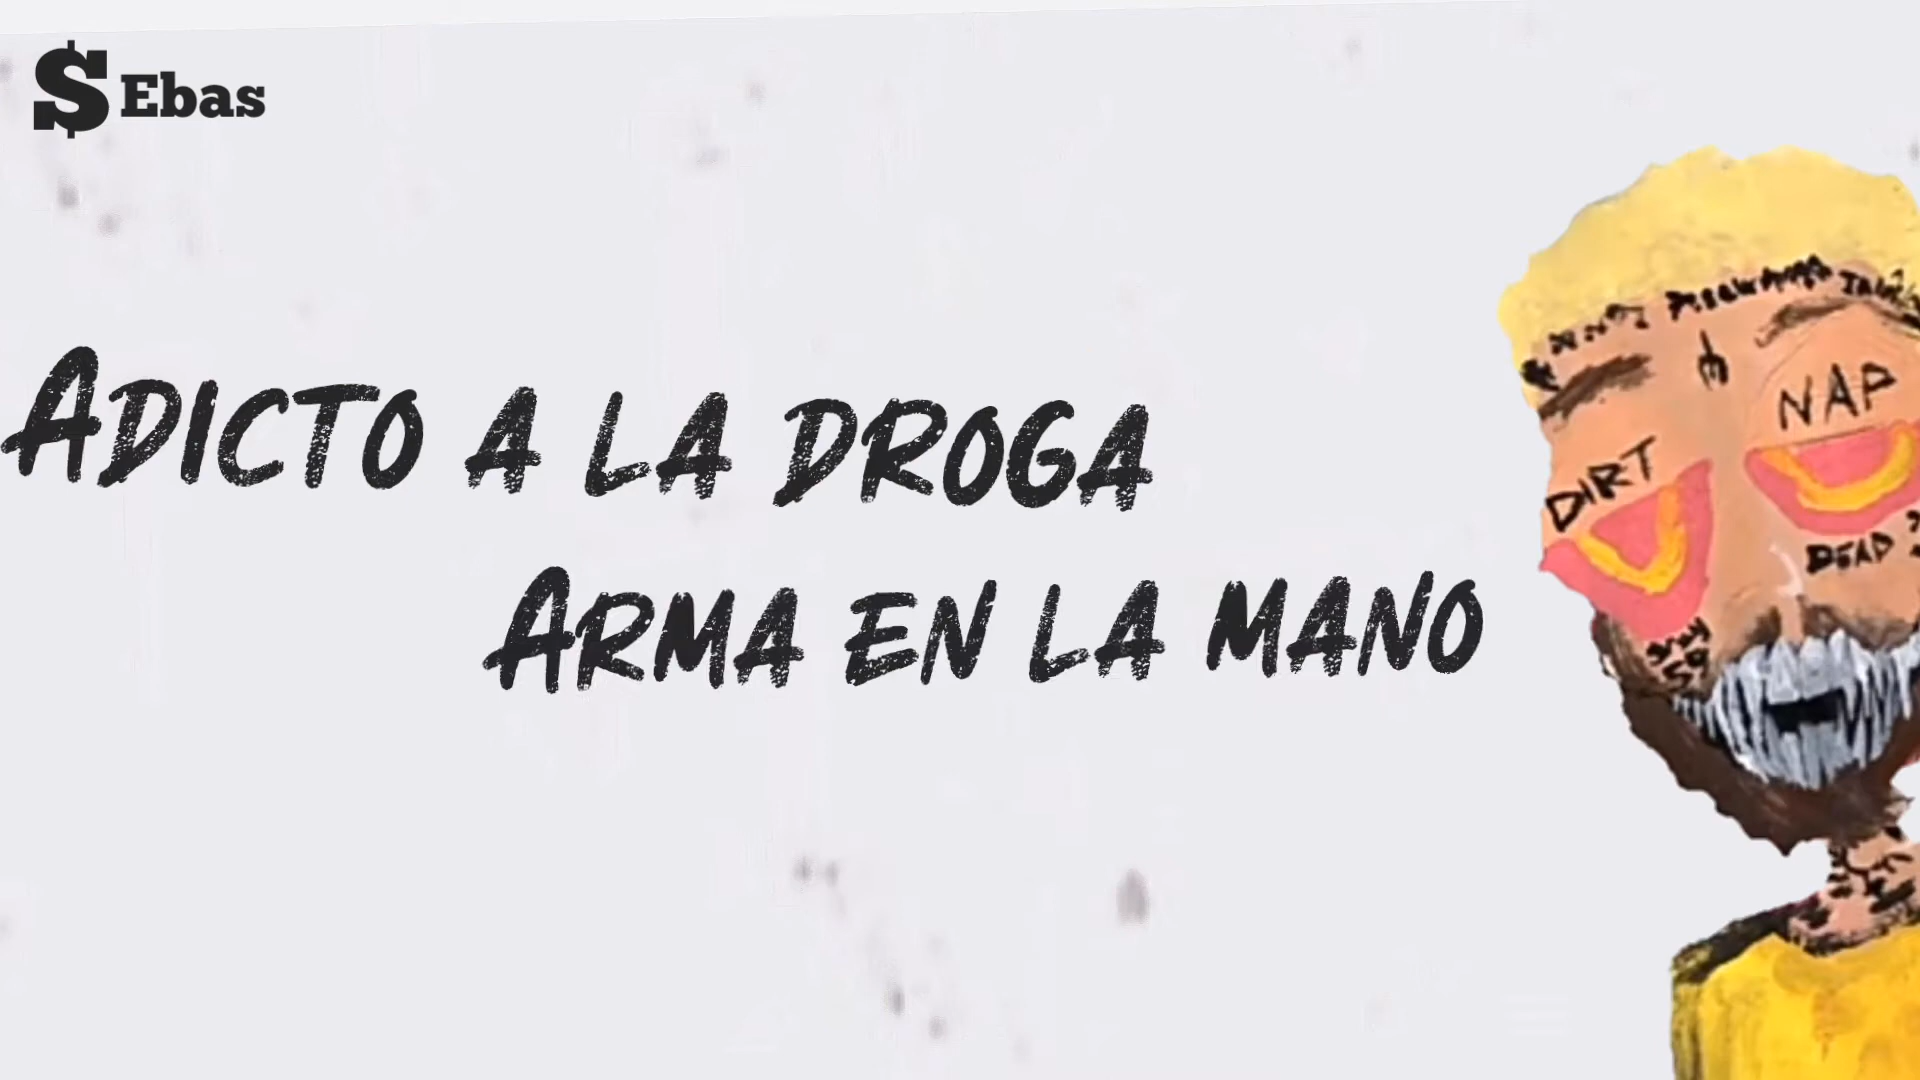 $ Ebas
Adicto a la droga
Arma en la mano
NAP
DIRT
DEAD